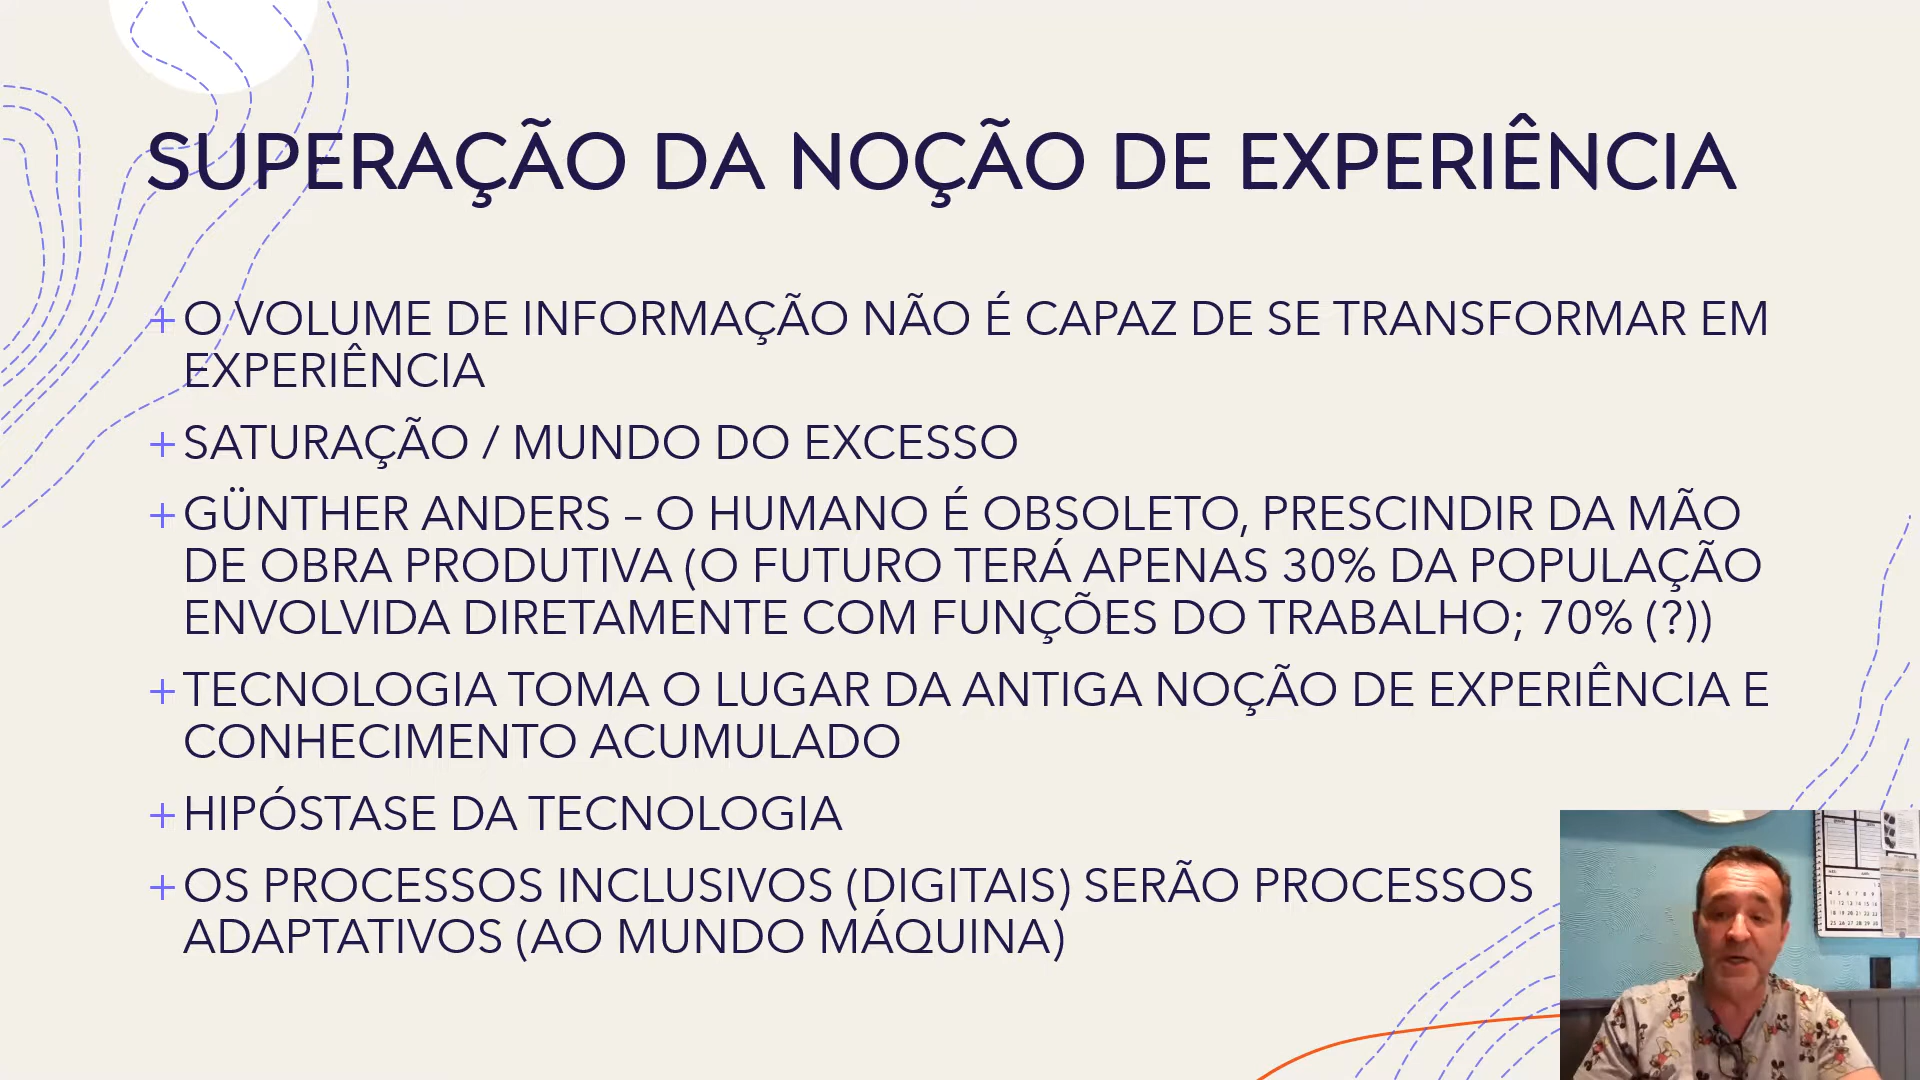 SUPERAÇÃO DA NOÇÃO DE EXPERIÊNCIA
+ O VOLUME DE INFORMAÇÃO NÃO É CAPAZ DE SE TRANSFORMAR EM
EXPERIÊNCIA
+ SATURAÇÃO / MUNDO DO EXCESSO
+ GÜNTHER ANDERS – O HUMANO É OBSOLETO, PRESCINDIR DA MÃO
DE OBRA PRODUTIVA (O FUTURO TERÁ APENAS 30% DA POPULAÇÃO
ENVOLVIDA DIRETAMENTE COM FUNÇÕES DO TRABALHO; 70% (?))
+ TECNOLOGIA TOMA O LUGAR DA ANTIGA NOÇÃO DE EXPERIÊNCIA E
CONHECIMENTO ACUMULADO
+ HIPÓSTASE DA TECNOLOGIA
+ OS PROCESSOS INCLUSIVOS (DIGITAIS) SERÃO PROCESSOS
ADAPTATIVOS (AO MUNDO MÁQUINA)